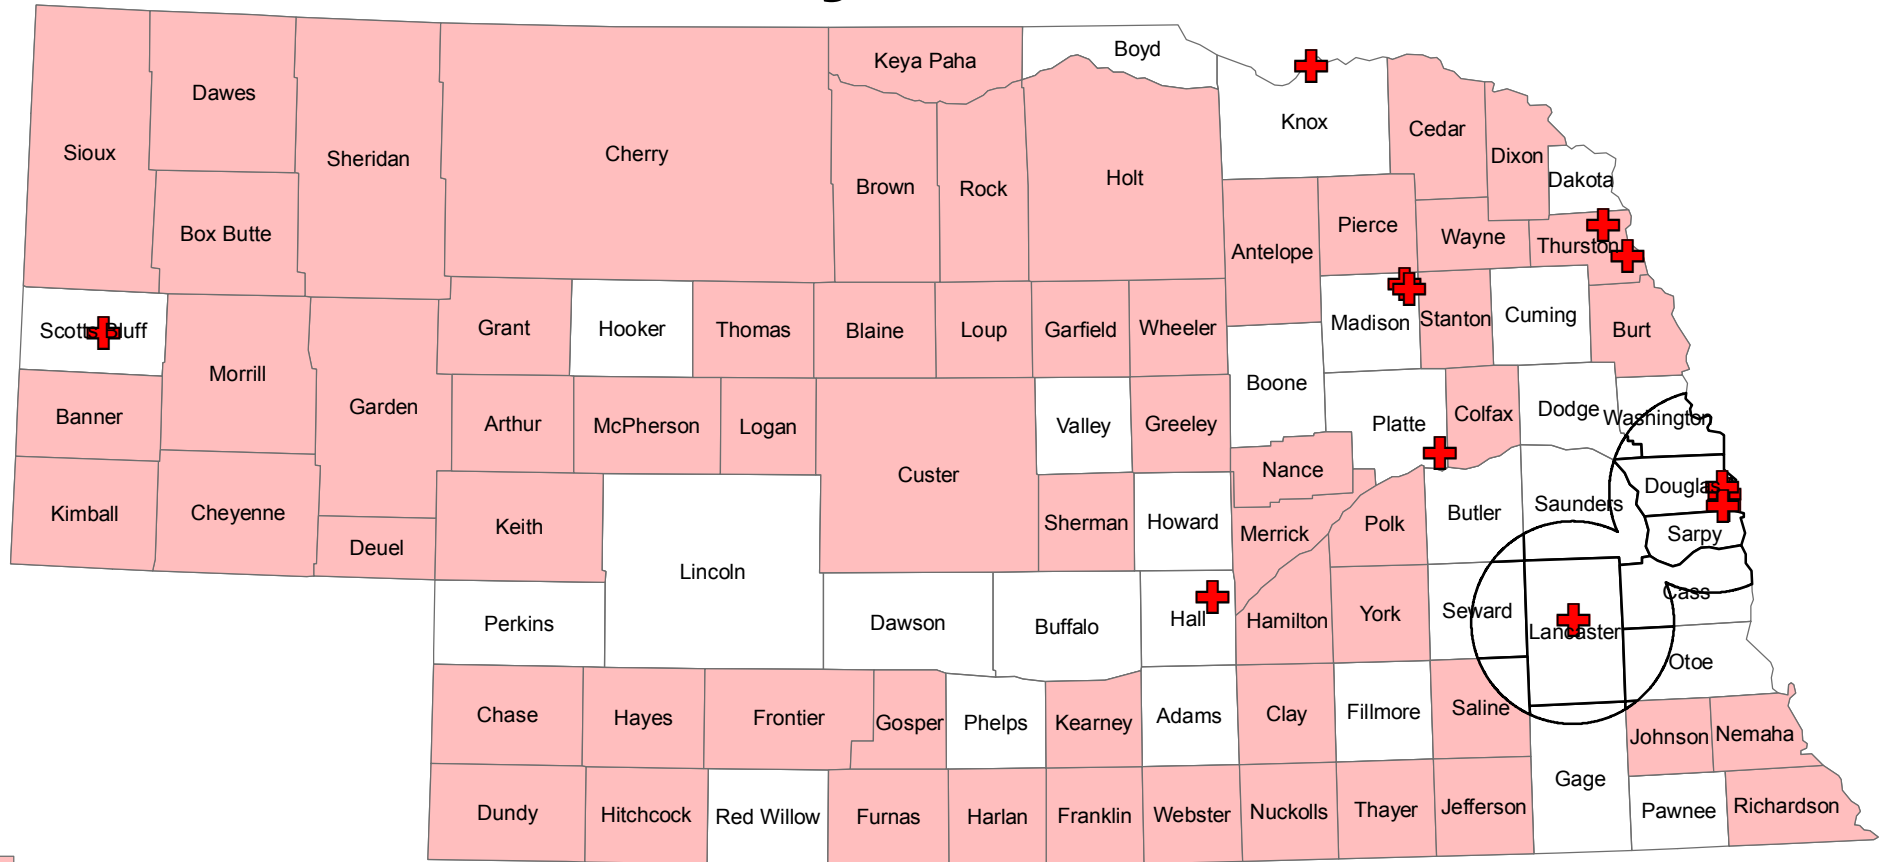 Boyd
Keya Paha
Dawes
Knox
Cedar
Sioux
Sheridan
Cherry
Dixon
Holt
Dakota
Brown
Rock
Box Butte
Pierce
Wayne
Thurston
Antelope
Scotts Bluff
Grant
Hooker
Thomas
Blaine
Loup
Garfield
Wheeler
Madison
Stanton
Cuming
Burt
Morrill
Boone
Banner
Garden
Arthur
McPherson
Logan
Valley
Greeley
Platte
Colfax
Dodge
Washington
Custer
Nance
Douglas
Kimball
Cheyenne
Keith
Sherman
Howard
Merrick
Polk
Butler
Saunders
Sarpy
Deuel
Lincoln
Cass
Perkins
Dawson
Buffalo
Hall
Hamilton
York
Seward
Lancaster
Otoe
Chase
Hayes
Frontier
Gosper
Phelps
Kearney
Adams
Clay
Fillmore
Saline
Johnson
Nemaha
Gage
Dundy
Hitchcock
Red Willow
Furnas
Harlan
Franklin
Webster
Nuckolls
Thayer
Jefferson
Pawnee
Richardson